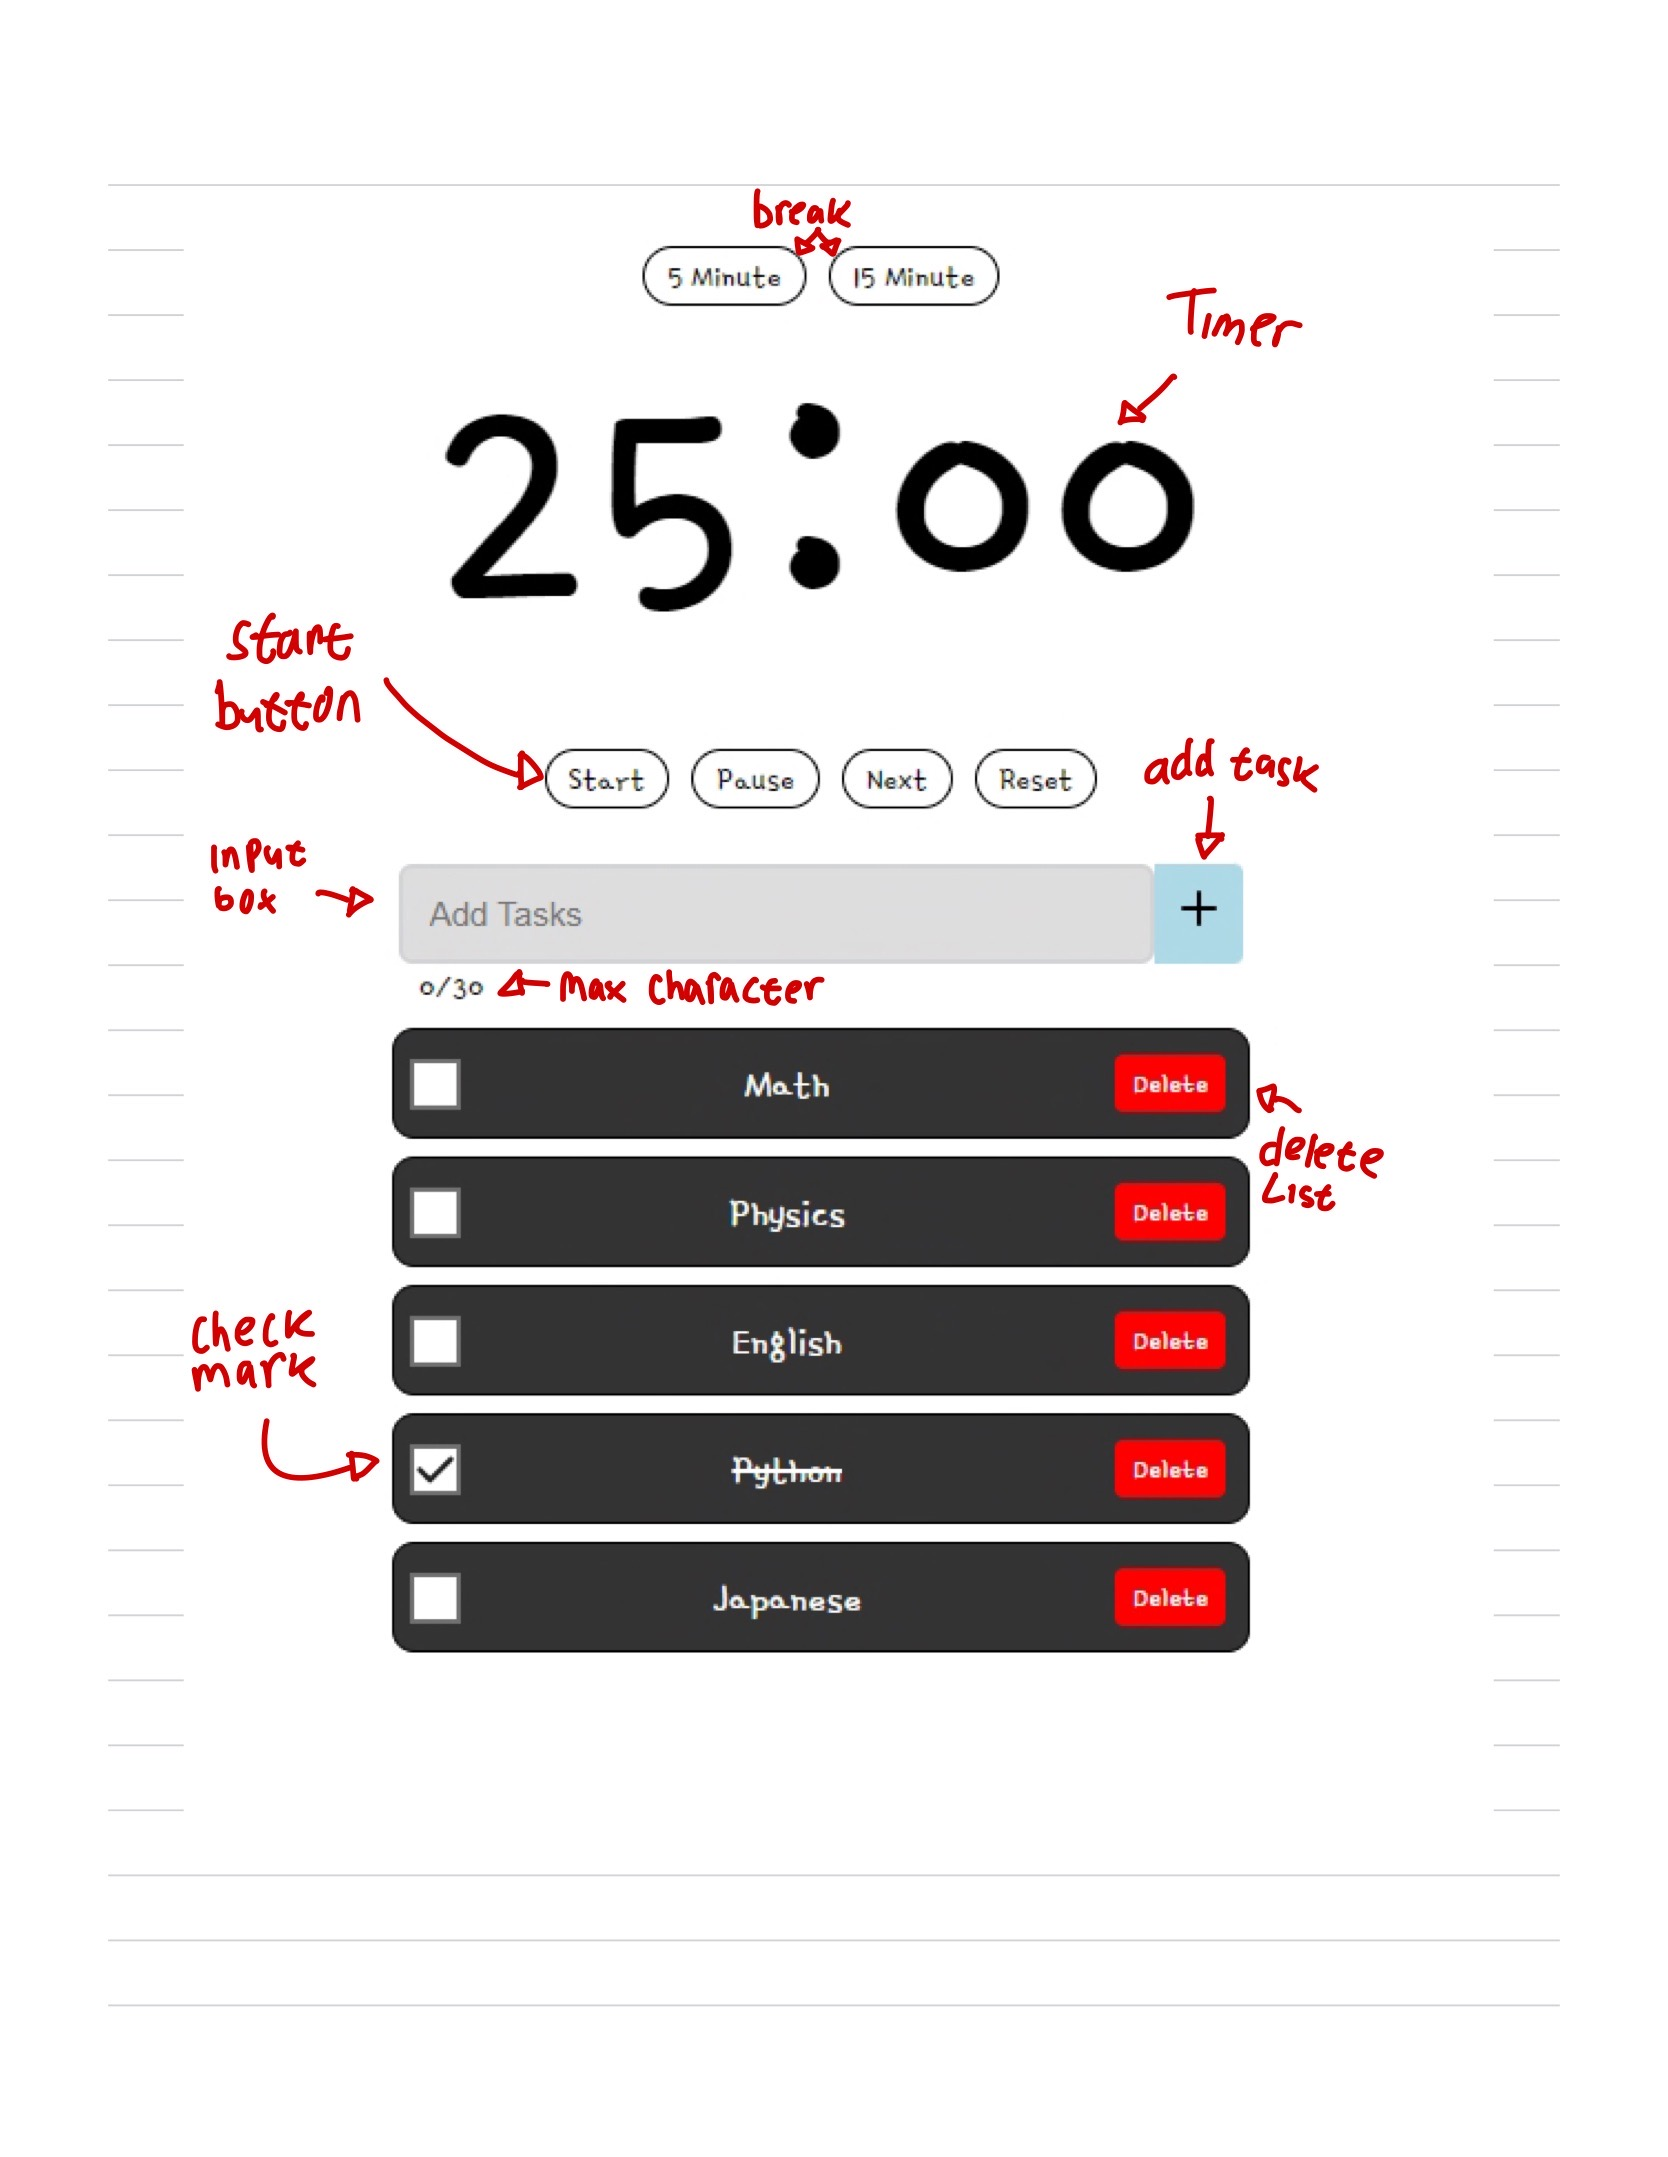 break
5 Minute 15 Minute
Timer
25:00
start
button
Start Pause Next Reset
add task
input
box
Add Tasks +
0/30 Max character
Math Delete
delete
List
Physics Delete
check
mark
English Delete
Python Delete
Japanese Delete